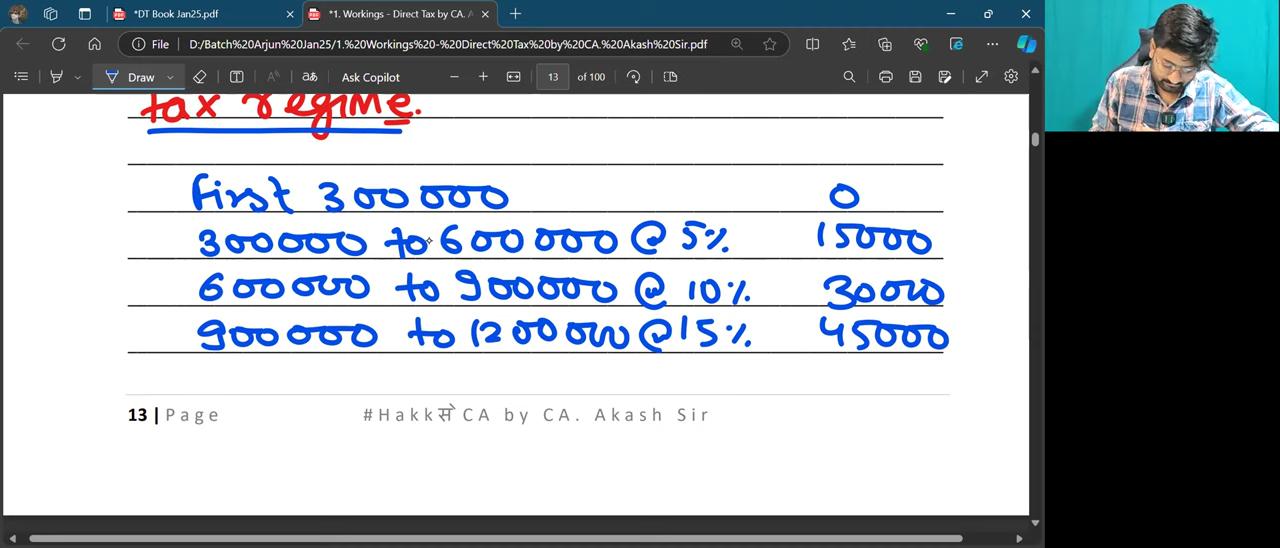 *DT Book Jan25.pdf
*1. Workings - Direct Tax by CA. A
File D:/Batch%20Arjun%20Jan25/1.%20Workings%20-%20Direct%20Tax%20by%20CA.%20Akash%20Sir.pdf
Draw
Ask Copilot
13 of 100
tax regime.
First 300000 0
300000 to 600000 @ 5% 15000
600000 to 900000 @ 10% 30000
900000 to 1200000 @ 15% 45000
13 | Page #Hakkसे CA by CA. Akash Sir